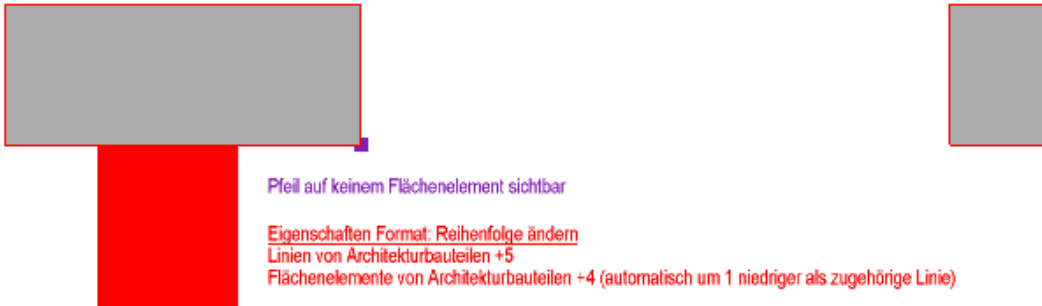 Pfeil auf keinem Flächenelement sichtbar
Eigenschaften Format: Reihenfolge ändern
Linien von Architekturbauteilen +5
Flächenelemente von Architekturbauteilen +4 (automatisch um 1 niedriger als zugehörige Linie)